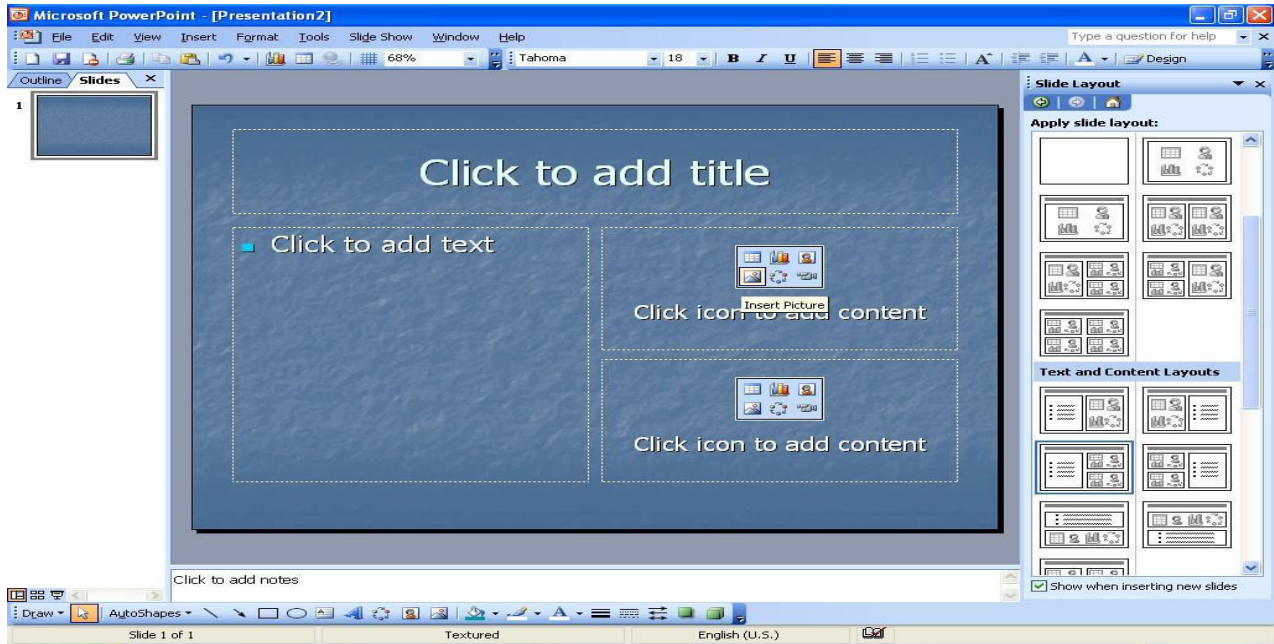 Microsoft PowerPoint - [Presentation2]
File Edit View Insert Format Tools Slide Show Window Help
Type a question for help
68%
Tahoma
18
B I U
A
A
Design
Outline Slides
Slide Layout
1
Apply slide layout:
Click to add title
Click to add text
Insert Picture
Click icon to add content
Click icon to add content
Text and Content Layouts
Click to add notes
Show when inserting new slides
Draw AutoShapes
A
Slide 1 of 1
Textured
English (U.S.)